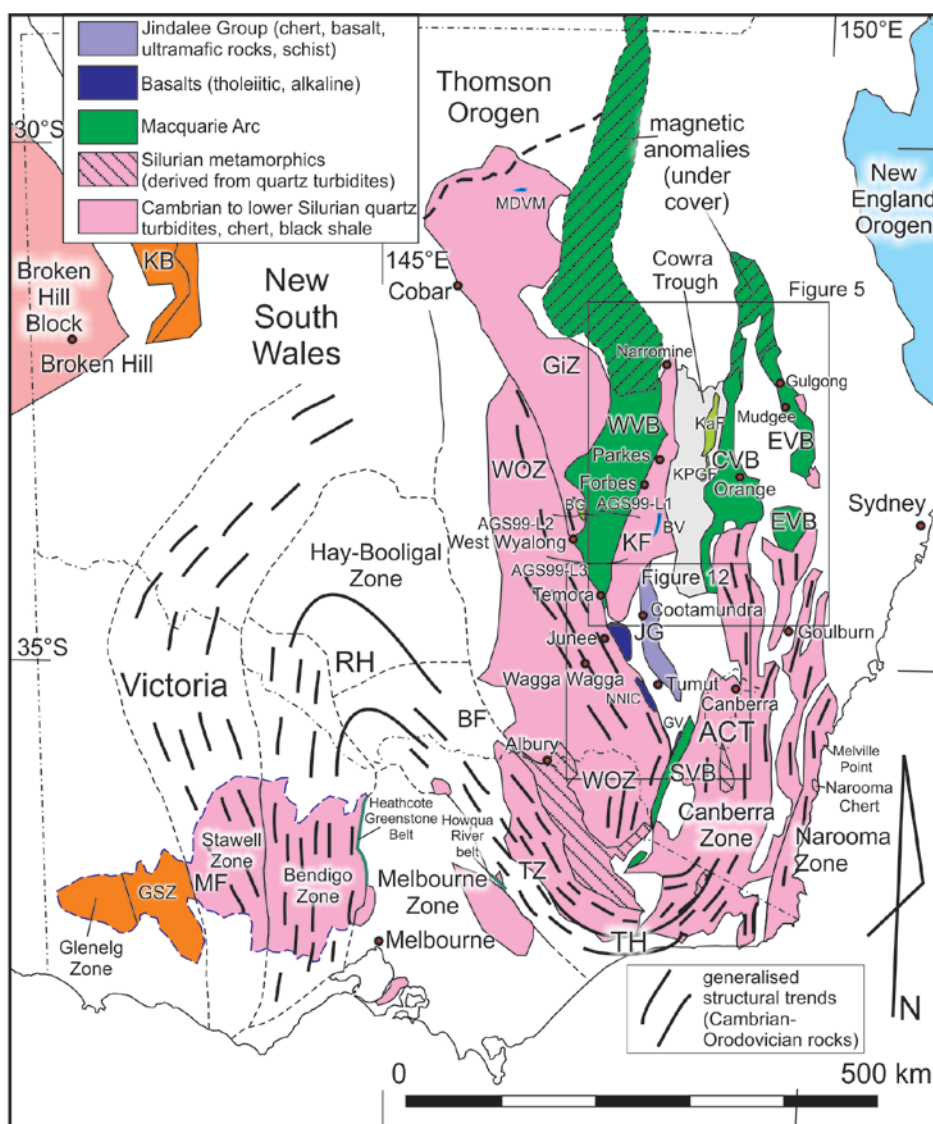 Jindalee Group (chert, basalt,
ultramafic rocks, schist)
Basalts (tholeiitic, alkaline)
Macquarie Arc
Silurian metamorphics
(derived from quartz turbidites)
Cambrian to lower Silurian quartz
turbidites, chert, black shale
150°E
30°S
Thomson
Orogen
magnetic
anomalies
(under
cover)
New
England
Orogen
MDVM
145°E
Cobar
KB
Broken
Hill
Block
Broken Hill
New
South
Wales
Cowra
Trough
Figure 5
Narromine
GiZ
Gulgong
Mudgee
KaF
EVB
WVB
WOZ
Parkes
CVB
KPGF
Orange
Forbes
Sydney
BG
AGS99-L1
EVB
AGS99-L2
BV
West Wyalong
KF
Hay-Booligal
Zone
AGS99-L3
Figure 12
Temora
Cootamundra
JG
Goulburn
Junee
35°S
RH
Victoria
Wagga Wagga
Tumut
NNIC
Canberra
BF
GV
ACT
Albury
Melville
Point
WOZ
SVB
Narooma
Chert
Canberra
Zone
Narooma
Zone
Heathcote
Greenstone
Belt
Howqua
River
belt
Stawell
Zone
Bendigo
Zone
MF
GSZ
Melbourne
Zone
TZ
Glenelg
Zone
Melbourne
TH
generalised
structural trends
(Cambrian-
Orodovician rocks)
N
0
500 km